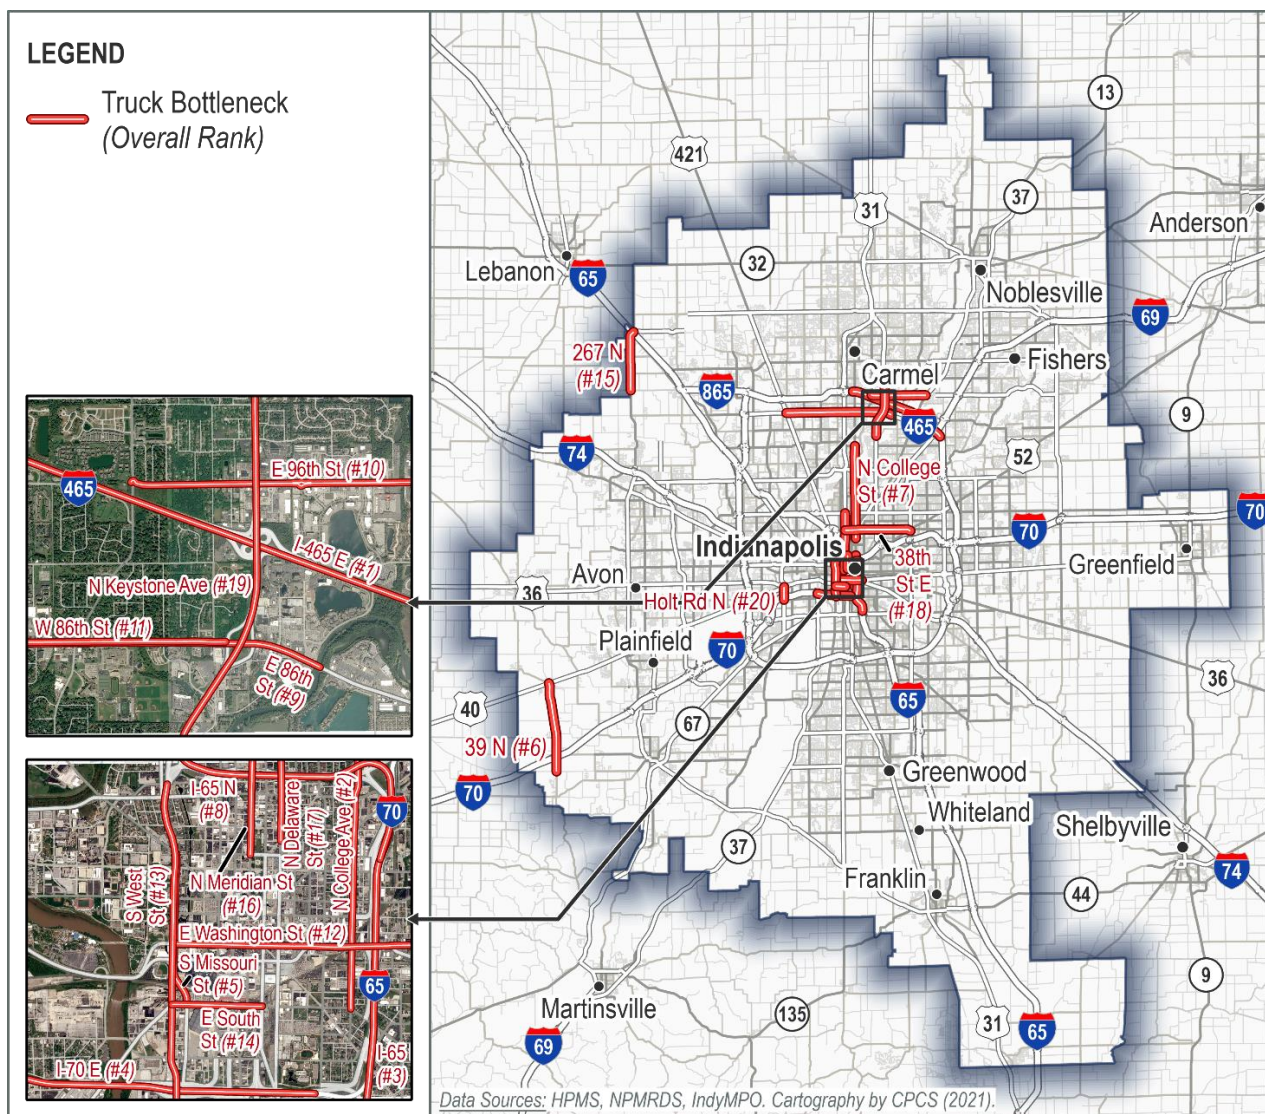 LEGEND
Truck Bottleneck
(Overall Rank)
E 96th St (#10)
465
I-465 E (#1)
N Keystone Ave (#19)
W 86th St (#11)
E 86th
St (#9)
I-65 N
(#8)
N Delaware
St (#17)
N College Ave (#2)
70
S West
St (#13)
N Meridian St
(#16)
E Washington St (#12)
S Missouri
St (#5)
65
E South
St (#14)
I-70 E (#4)
I-65
(#3)
13
421
37
31
Anderson
Lebanon
65
32
Noblesville
69
267 N
(#15)
Fishers
Carmel
865
465
9
74
52
N College
St (#7)
70
70
Indianapolis
38th
St E
(#18)
Greenfield
Avon
36
Holt Rd N (#20)
Plainfield
70
65
36
40
67
39 N (#6)
70
Greenwood
Whiteland
Shelbyville
37
74
Franklin
44
9
Martinsville
135
31
65
69
Data Sources: HPMS, NPMRDS, IndyMPO. Cartography by CPCS (2021).